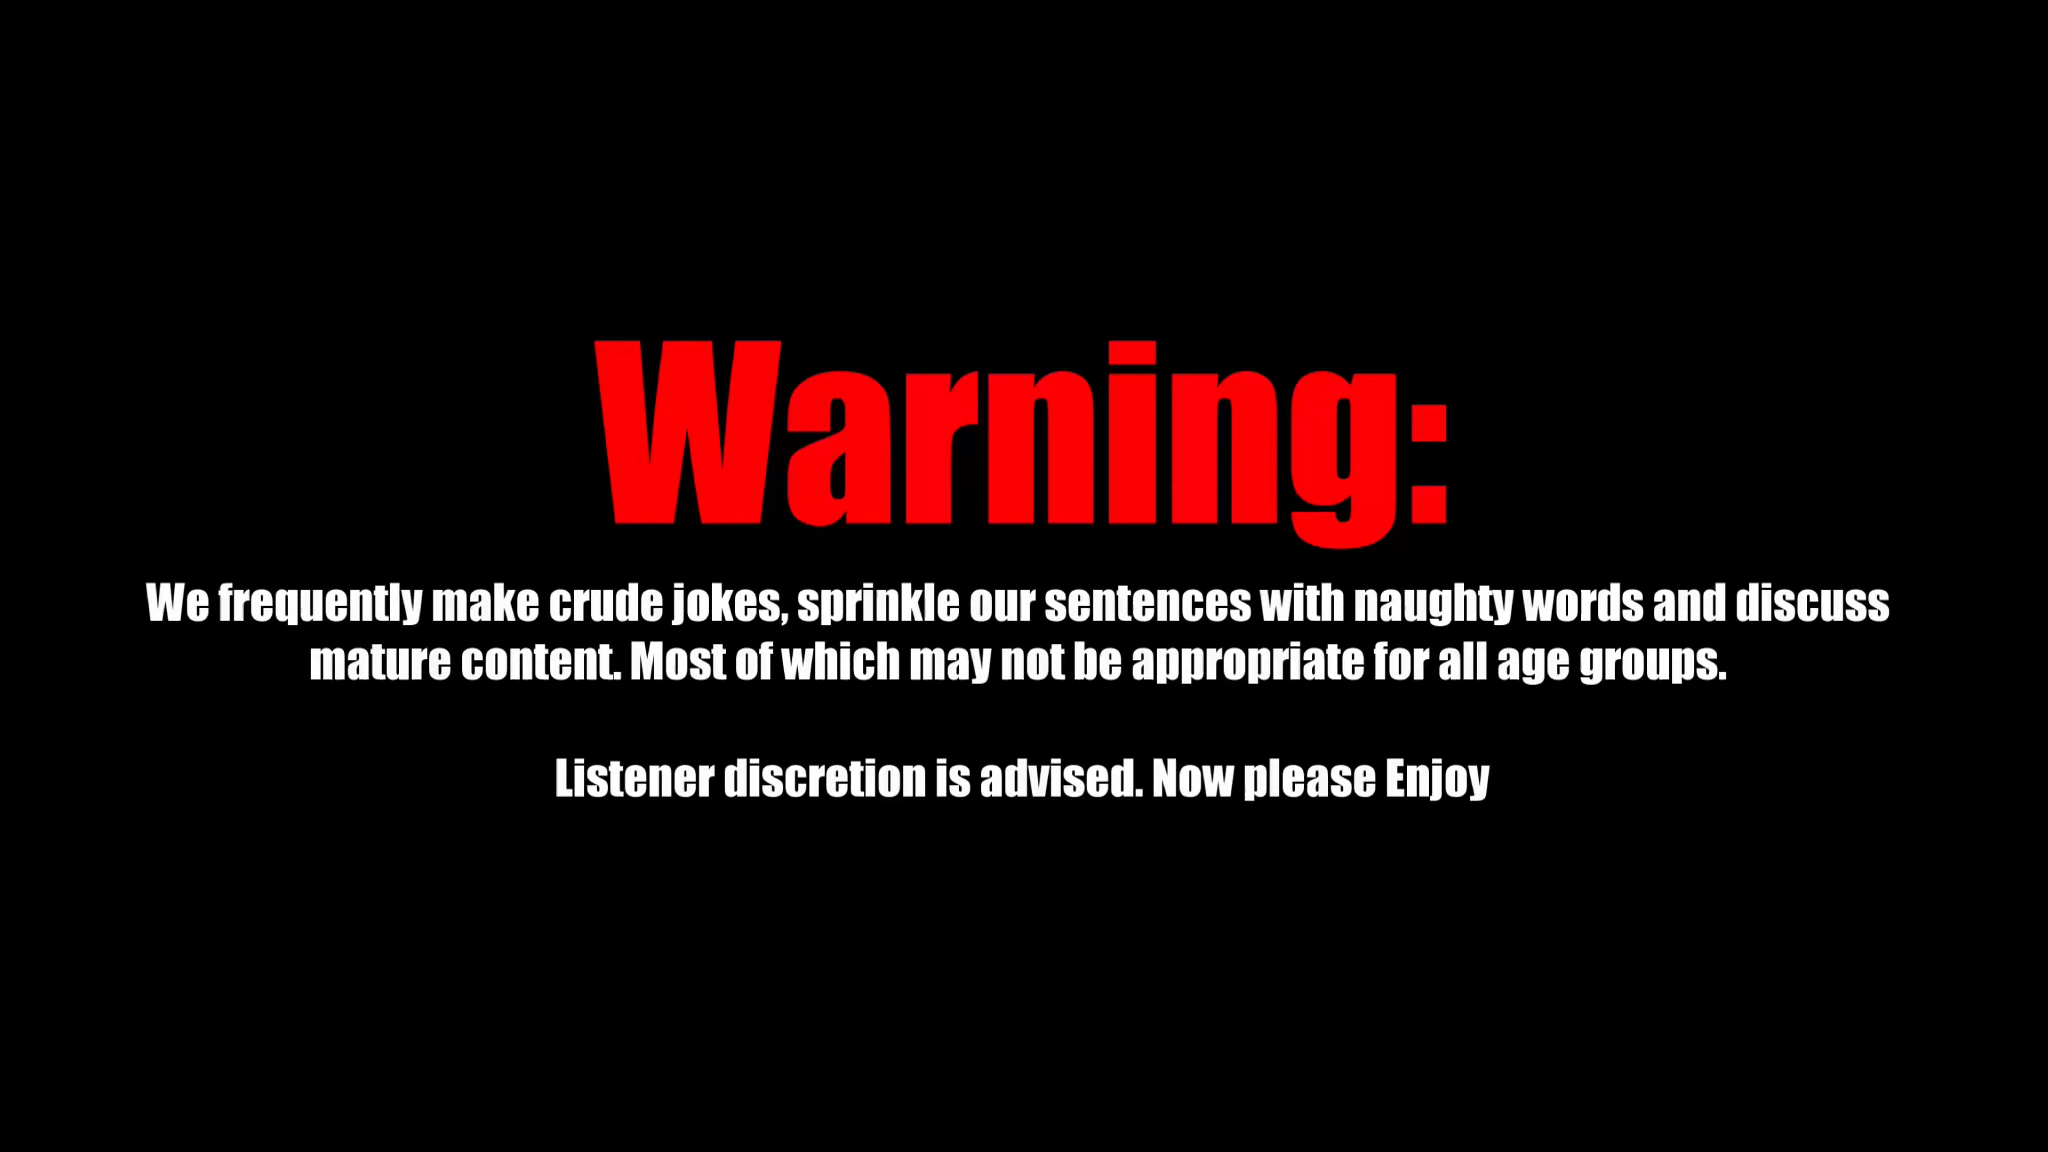 Warning:
We frequently make crude jokes, sprinkle our sentences with naughty words and discuss
mature content. Most of which may not be appropriate for all age groups.
Listener discretion is advised. Now please Enjoy